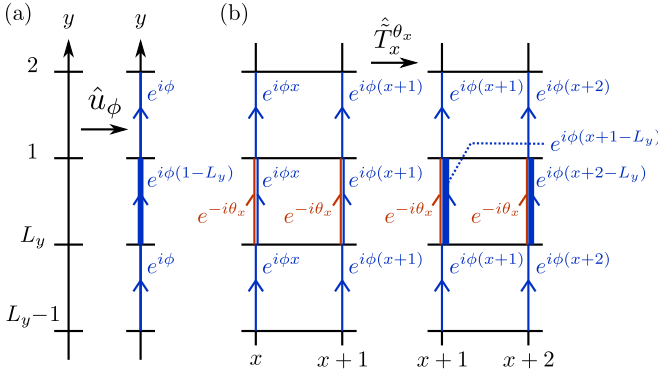 (a) y y (b) $\hat{\tilde{T}}_x^{\theta_x}$
2
$e^{i\phi}$ $e^{i\phi x}$ $e^{i\phi(x+1)}$ $e^{i\phi(x+1)}$ $e^{i\phi(x+2)}$
$\hat{u}_\phi$
1 $e^{i\phi(x+1-L_y)}$
$e^{i\phi(1-L_y)}$ $e^{i\phi x}$ $e^{i\phi(x+1)}$ $e^{i\phi(x+2-L_y)}$
$e^{-i\theta_x}$ $e^{-i\theta_x}$ $e^{-i\theta_x}$ $e^{-i\theta_x}$
$L_y$
$e^{i\phi}$ $e^{i\phi x}$ $e^{i\phi(x+1)}$ $e^{i\phi(x+1)}$ $e^{i\phi(x+2)}$
$L_y-1$
$x$ $x+1$ $x+1$ $x+2$